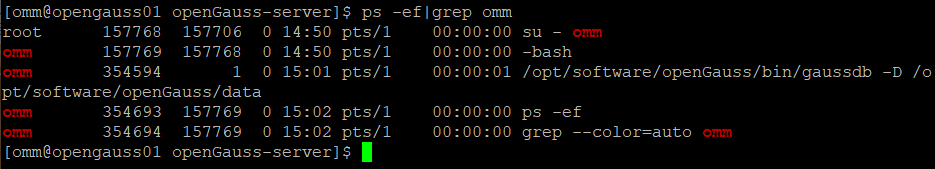 [omm@opengauss01 openGauss-server]$ ps -ef|grep omm
root      157768  157706  0 14:50 pts/1    00:00:00 su - omm
omm       157769  157768  0 14:50 pts/1    00:00:00 -bash
omm       354594       1  0 15:01 pts/1    00:00:01 /opt/software/openGauss/bin/gaussdb -D /o
pt/software/openGauss/data
omm       354693  157769  0 15:02 pts/1    00:00:00 ps -ef
omm       354694  157769  0 15:02 pts/1    00:00:00 grep --color=auto omm
[omm@opengauss01 openGauss-server]$